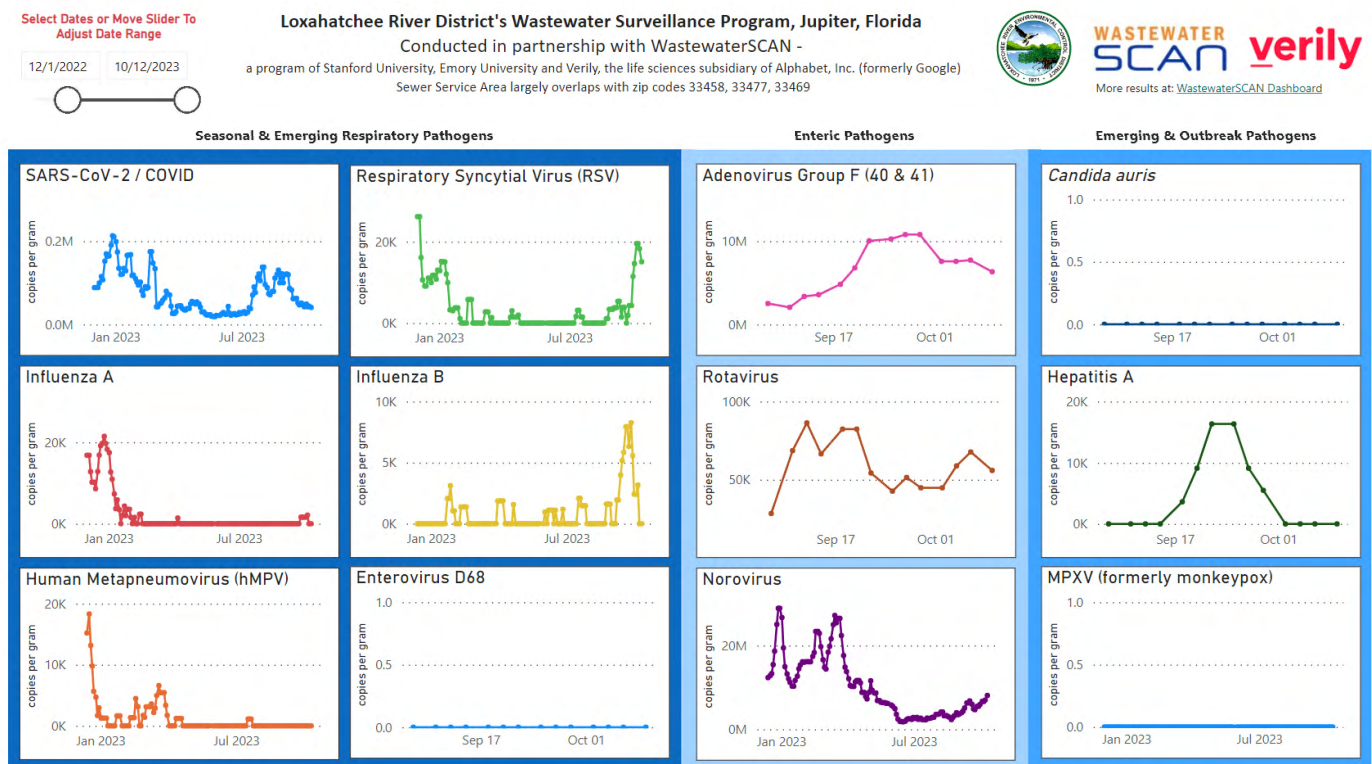 Select Dates or Move Slider To
Adjust Date Range
12/1/2022 10/12/2023
Loxahatchee River District's Wastewater Surveillance Program, Jupiter, Florida
Conducted in partnership with WastewaterSCAN -
a program of Stanford University, Emory University and Verily, the life sciences subsidiary of Alphabet, Inc. (formerly Google)
Sewer Service Area largely overlaps with zip codes 33458, 33477, 33469
LOXAHATCHEE RIVER ENVIRONMENTAL CONTROL DISTRICT
1971
WASTEWATER
SCAN
verily
More results at: WastewaterSCAN Dashboard
Seasonal & Emerging Respiratory Pathogens
Enteric Pathogens
Emerging & Outbreak Pathogens
SARS-CoV-2 / COVID
copies per gram
0.2M
0.0M
Jan 2023 Jul 2023
Respiratory Syncytial Virus (RSV)
copies per gram
20K
0K
Jan 2023 Jul 2023
Adenovirus Group F (40 & 41)
copies per gram
10M
0M
Sep 17 Oct 01
Candida auris
copies per gram
1.0
0.5
0.0
Sep 17 Oct 01
Influenza A
copies per gram
20K
0K
Jan 2023 Jul 2023
Influenza B
copies per gram
10K
5K
0K
Jan 2023 Jul 2023
Rotavirus
copies per gram
100K
50K
Sep 17 Oct 01
Hepatitis A
copies per gram
20K
10K
0K
Sep 17 Oct 01
Human Metapneumovirus (hMPV)
copies per gram
20K
10K
0K
Jan 2023 Jul 2023
Enterovirus D68
copies per gram
1.0
0.5
0.0
Sep 17 Oct 01
Norovirus
copies per gram
20M
0M
Jan 2023 Jul 2023
MPXV (formerly monkeypox)
copies per gram
1.0
0.5
0.0
Jan 2023 Jul 2023